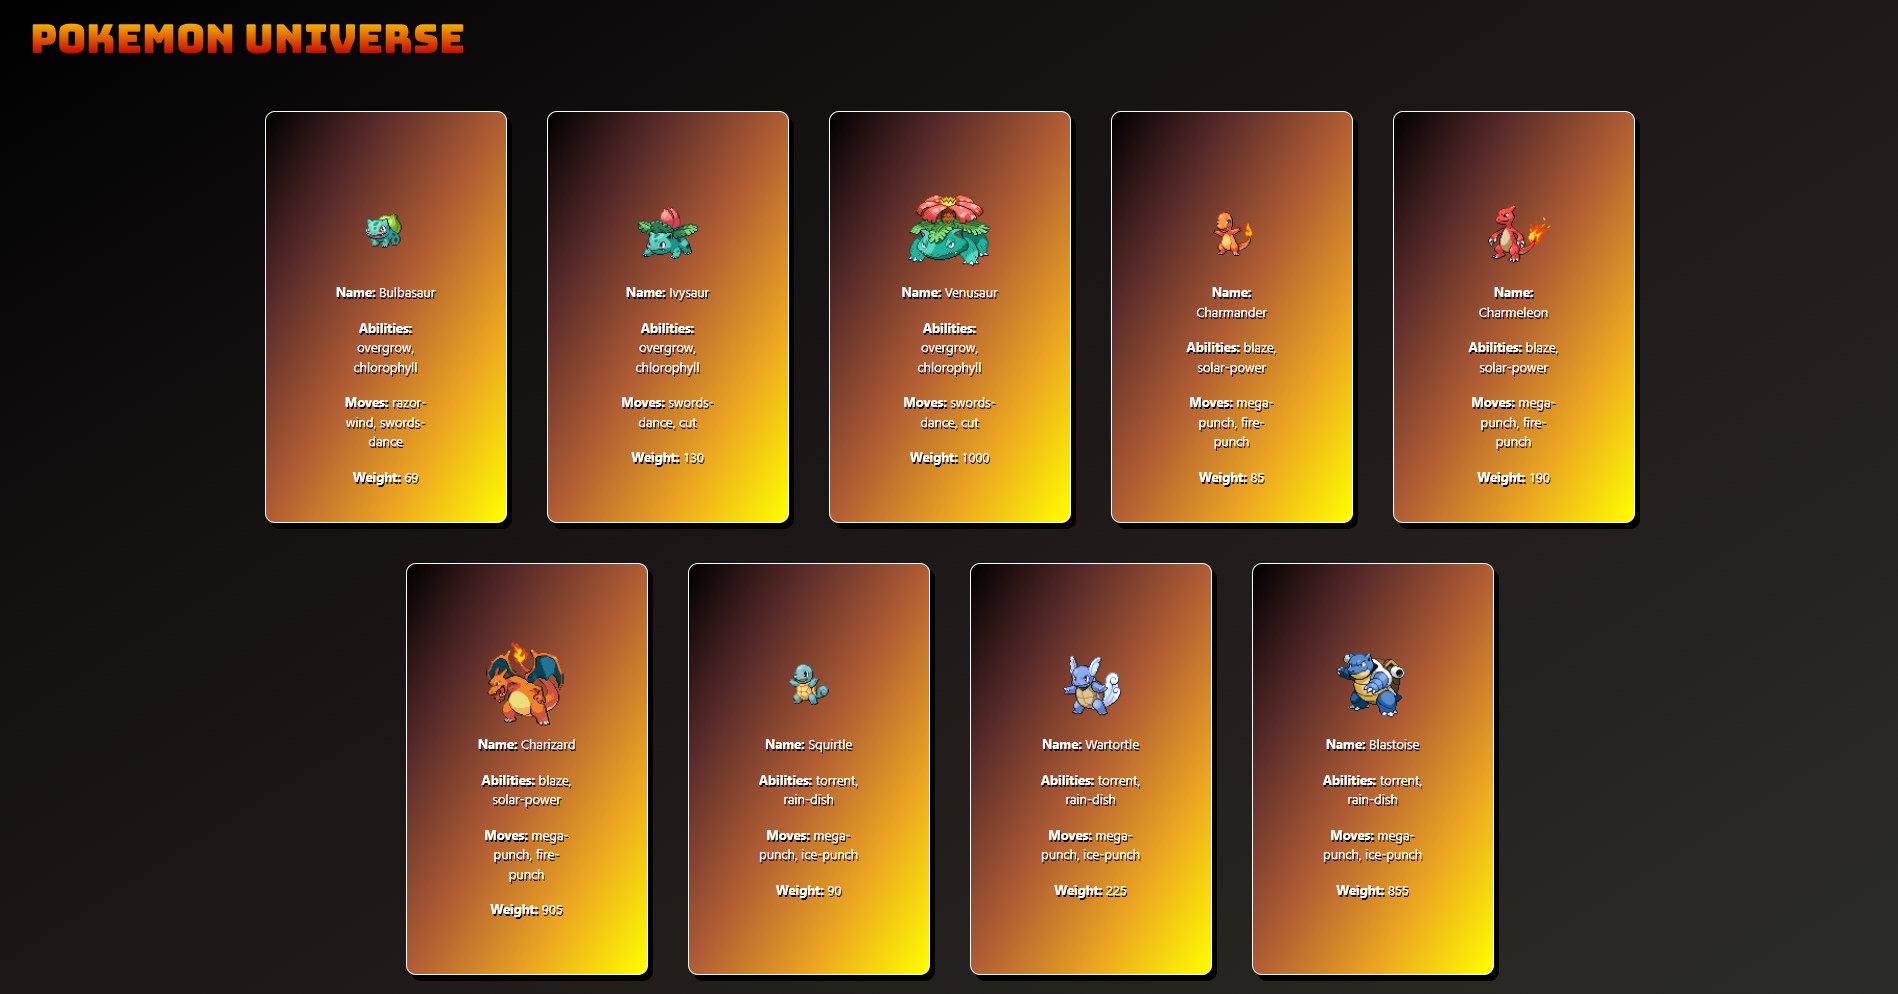 POKEMON UNIVERSE
Name: Bulbasaur
Abilities:
overgrow,
chlorophyll
Moves: razor-
wind, swords-
dance
Weight: 69
Name: Ivysaur
Abilities:
overgrow,
chlorophyll
Moves: swords-
dance, cut
Weight: 130
Name: Venusaur
Abilities:
overgrow,
chlorophyll
Moves: swords-
dance, cut
Weight: 1000
Name:
Charmander
Abilities: blaze,
solar-power
Moves: mega-
punch, fire-
punch
Weight: 85
Name:
Charmeleon
Abilities: blaze,
solar-power
Moves: mega-
punch, fire-
punch
Weight: 190
Name: Charizard
Abilities: blaze,
solar-power
Moves: mega-
punch, fire-
punch
Weight: 905
Name: Squirtle
Abilities: torrent,
rain-dish
Moves: mega-
punch, ice-punch
Weight: 90
Name: Wartortle
Abilities: torrent,
rain-dish
Moves: mega-
punch, ice-punch
Weight: 225
Name: Blastoise
Abilities: torrent,
rain-dish
Moves: mega-
punch, ice-punch
Weight: 855